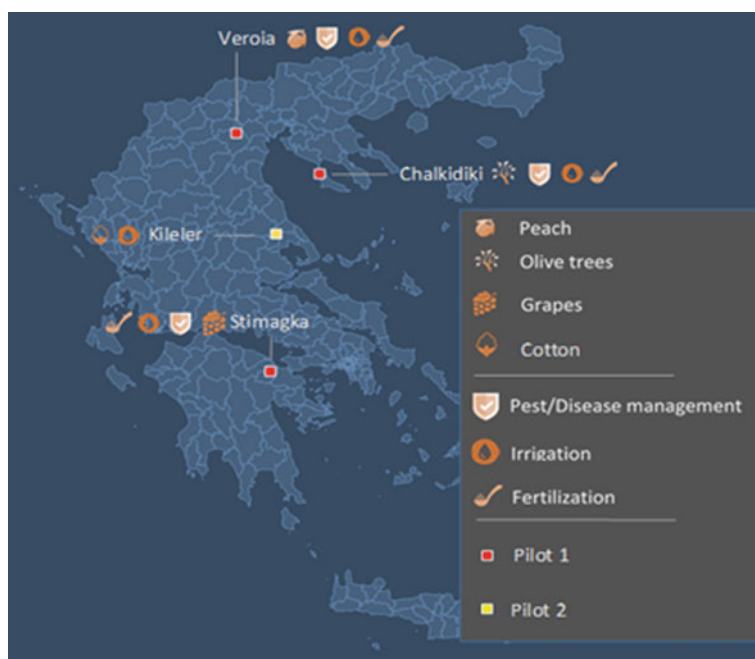 Veroia
Chalkidiki
Kileler
Stimagka
Peach
Olive trees
Grapes
Cotton
Pest/Disease management
Irrigation
Fertilization
Pilot 1
Pilot 2